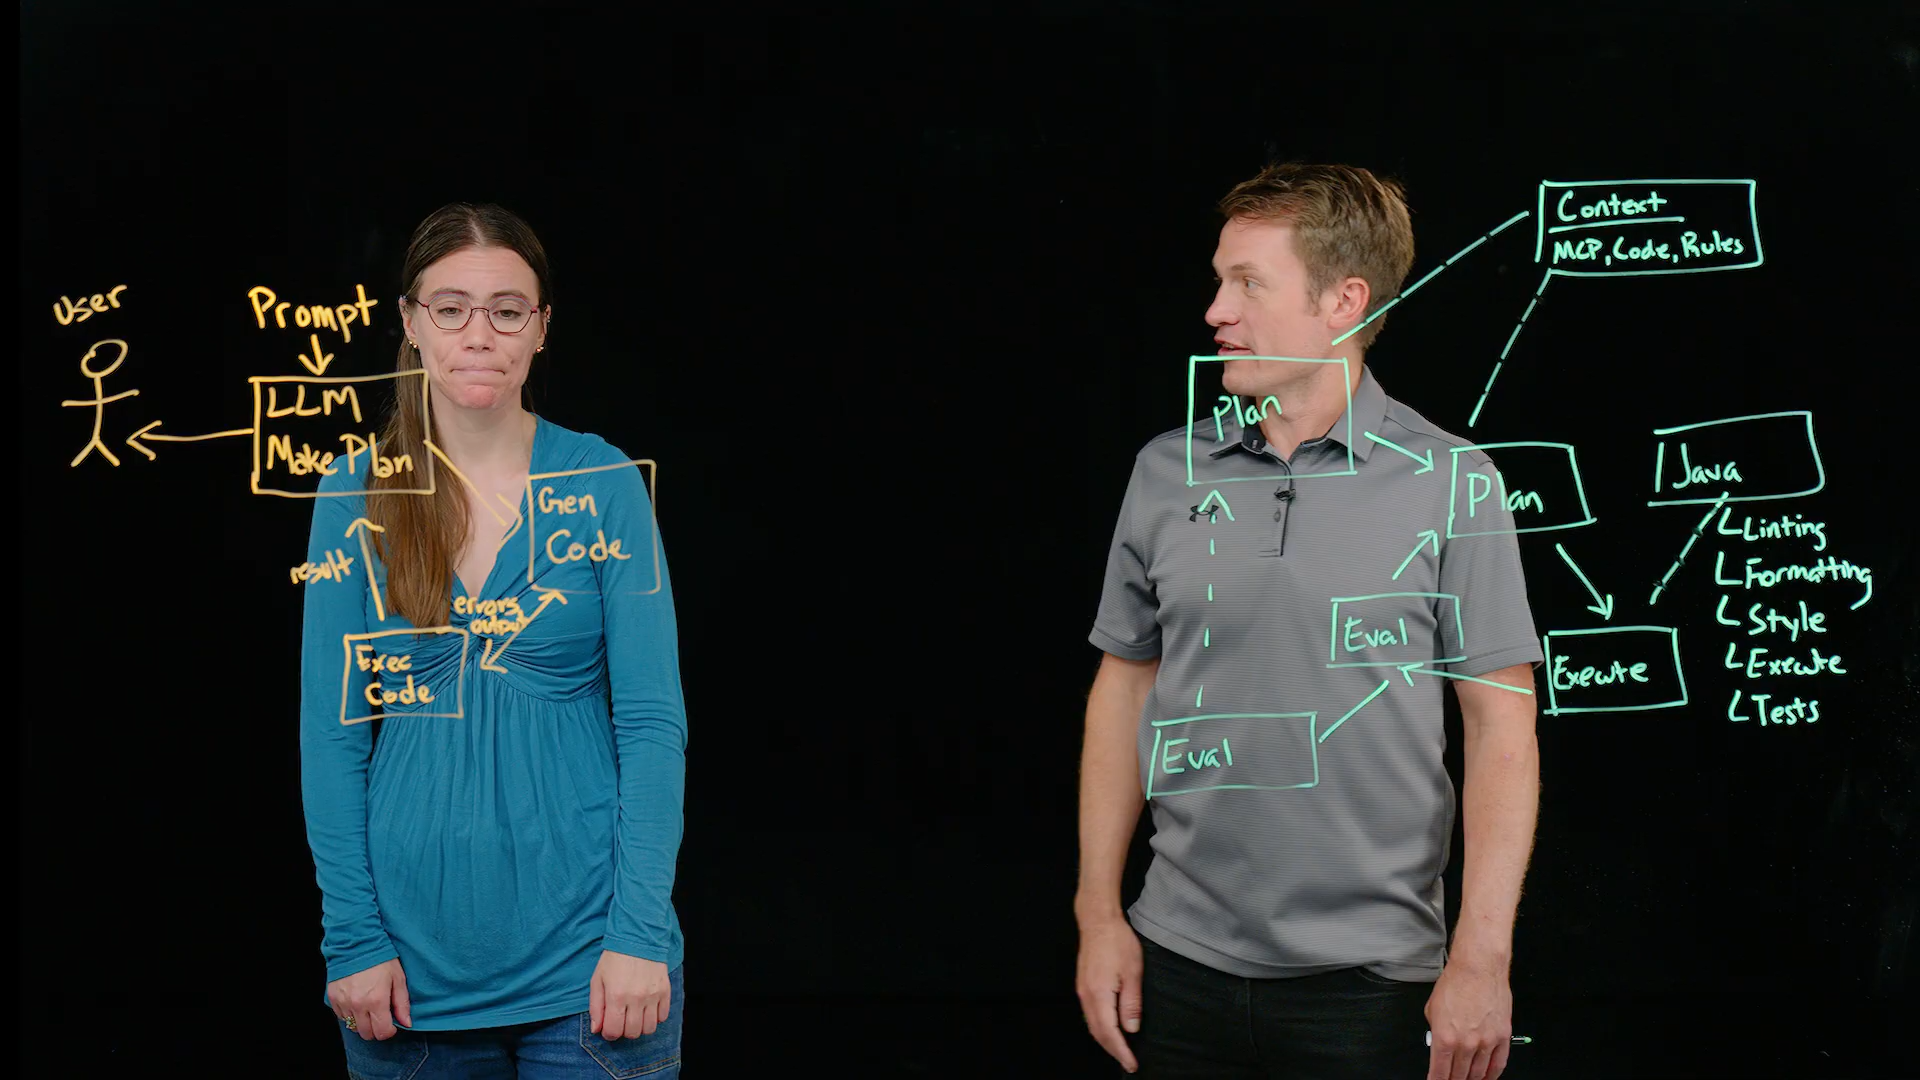 user
Prompt
LLM
Make Plan
Gen
Code
result
errors,
output
Exec
Code
Context
MCP, Code, Rules
Plan
Plan
Java
Linting
Formatting
Style
Execute
Tests
Eval
Execute
Eval